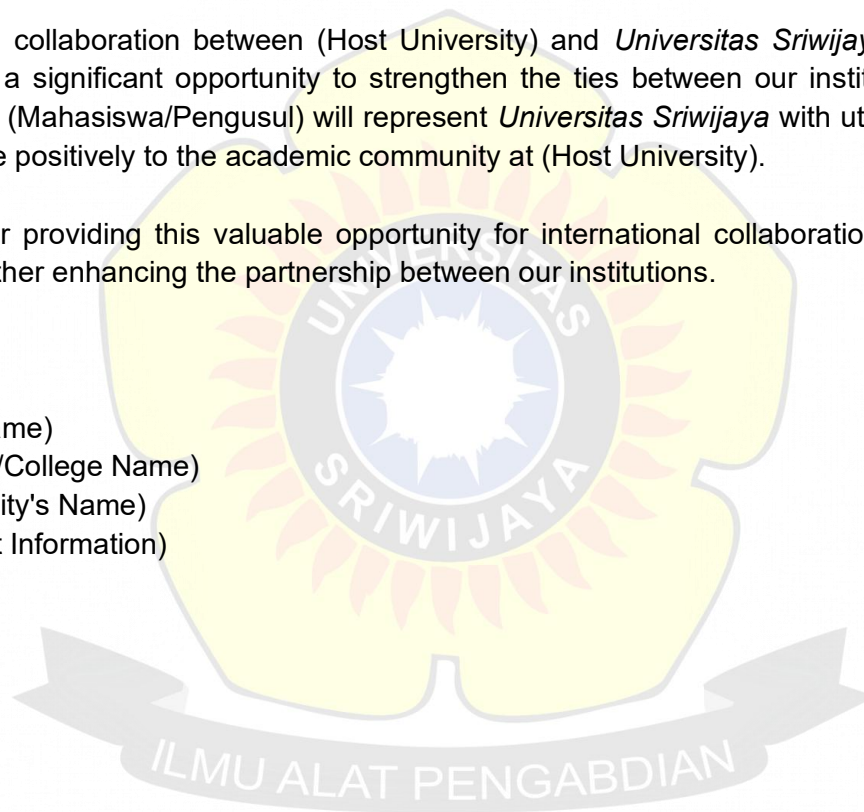 collaboration between (Host University) and Universitas Sriwijay
a significant opportunity to strengthen the ties between our instit
(Mahasiswa/Pengusul) will represent Universitas Sriwijaya with ut
e positively to the academic community at (Host University).
r providing this valuable opportunity for international collaboratio
ther enhancing the partnership between our institutions.
me)
/College Name)
ity's Name)
t Information)
UNIVERSITAS
SRIWIJAYA
ILMU ALAT PENGABDIAN